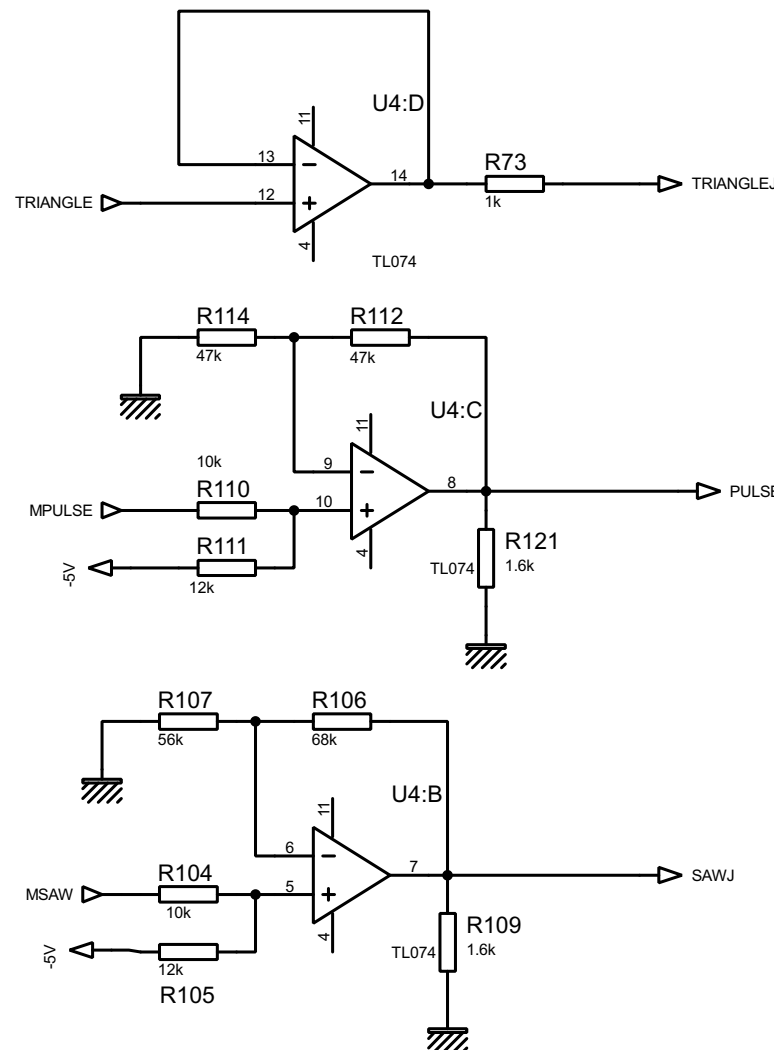 U4:D
11
13
14
R73
TRIANGLE
12
TRIANGLEJ
1k
4
TL074
R114
R112
47k
47k
U4:C
11
10k
9
8
MPULSE
R110
10
PULSE
R111
4
R121
-5V
TL074
1.6k
12k
R107
R106
56k
68k
U4:B
11
6
7
MSAW
R104
5
SAWJ
10k
4
R109
-5V
TL074
1.6k
12k
R105